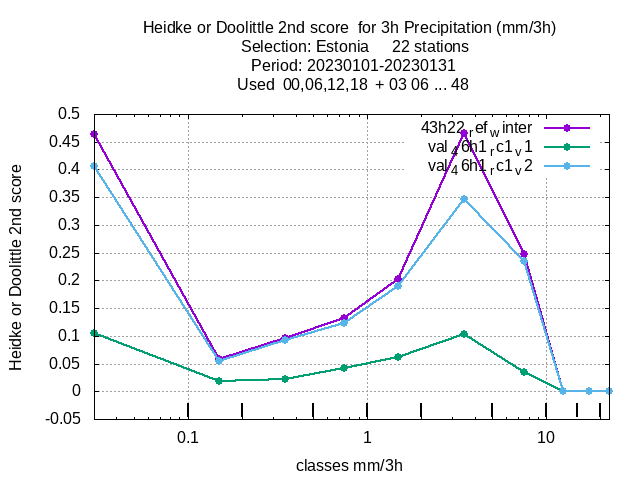 Heidke or Doolittle 2nd score  for 3h Precipitation (mm/3h)
Selection: Estonia     22 stations
Period: 20230101-20230131
Used  00,06,12,18  + 03 06 ... 48
43h22_ref_winter
val_46h1_rc1_v1
val_46h1_rc1_v2
Heidke or Doolittle 2nd score
0.5
0.45
0.4
0.35
0.3
0.25
0.2
0.15
0.1
0.05
0
-0.05
0.1 1 10
classes mm/3h